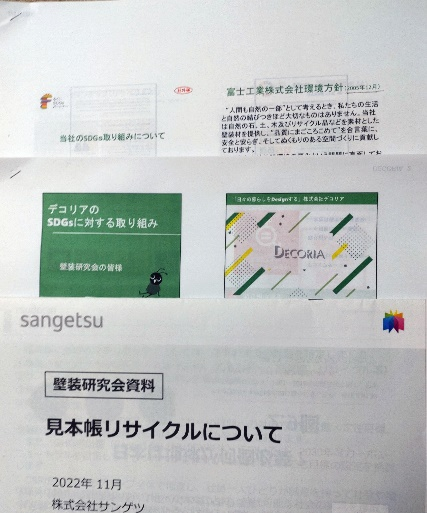 当社のSDGs取り組みについて
富士工業株式会社環境方針(2005年12月)
"人間も自然の一部"として考えるとき、私たちの生活
と自然の結びつきほど大切なものはありません。当社
は自然の石、土、木及びリサイクル品などを素材とした
壁装材を提供し、"品質にまごころこめて"を合言葉に、
安全と安らぎ、そしてぬくもりのある空間づくりに貢献し
ております。
デコリアの
SDGsに対する取り組み
壁装研究会の皆様
「日々の暮らしをDesignする」株式会社デコリア
DECORIA
sangetsu
壁装研究会資料
見本帳リサイクルについて
2022年 11月
株式会社サンゲツ